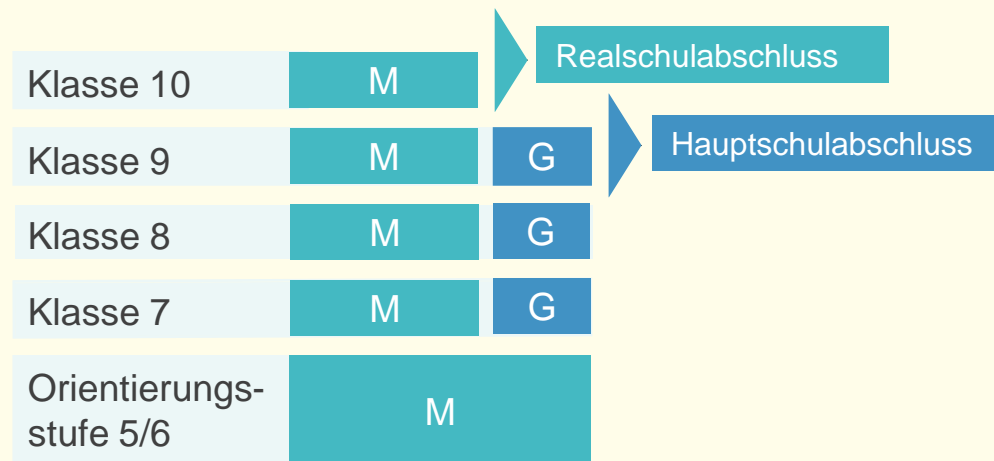 Realschulabschluss
Klasse 10 M
Hauptschulabschluss
Klasse 9 M G
Klasse 8 M G
Klasse 7 M G
Orientierungs-
stufe 5/6
M